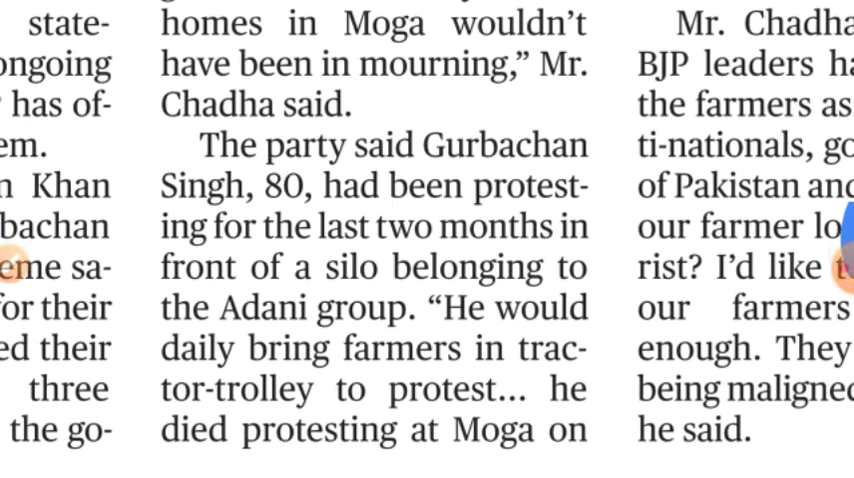 state-
ongoing
has of-
em.
Khan
bachan
eme sa-
for their
ed their
three
the go-
homes in Moga wouldn’t
have been in mourning,” Mr.
Chadha said.
The party said Gurbachan
Singh, 80, had been protest-
ing for the last two months in
front of a silo belonging to
the Adani group. “He would
daily bring farmers in trac-
tor-trolley to protest... he
died protesting at Moga on
Mr. Chadha
BJP leaders ha
the farmers as
ti-nationals, go
of Pakistan and
our farmer lo
rist? I’d like
our farmers
enough. They
being maligned
he said.